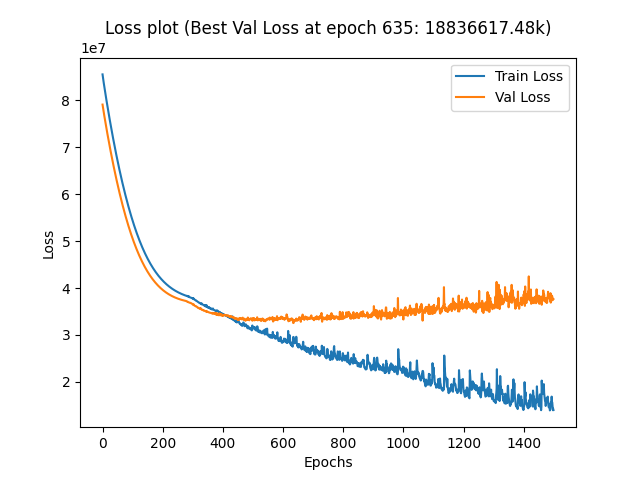 Loss plot (Best Val Loss at epoch 635: 18836617.48k)
1e7
Train Loss
Val Loss
8
7
6
5
4
3
2
Loss
0 200 400 600 800 1000 1200 1400
Epochs